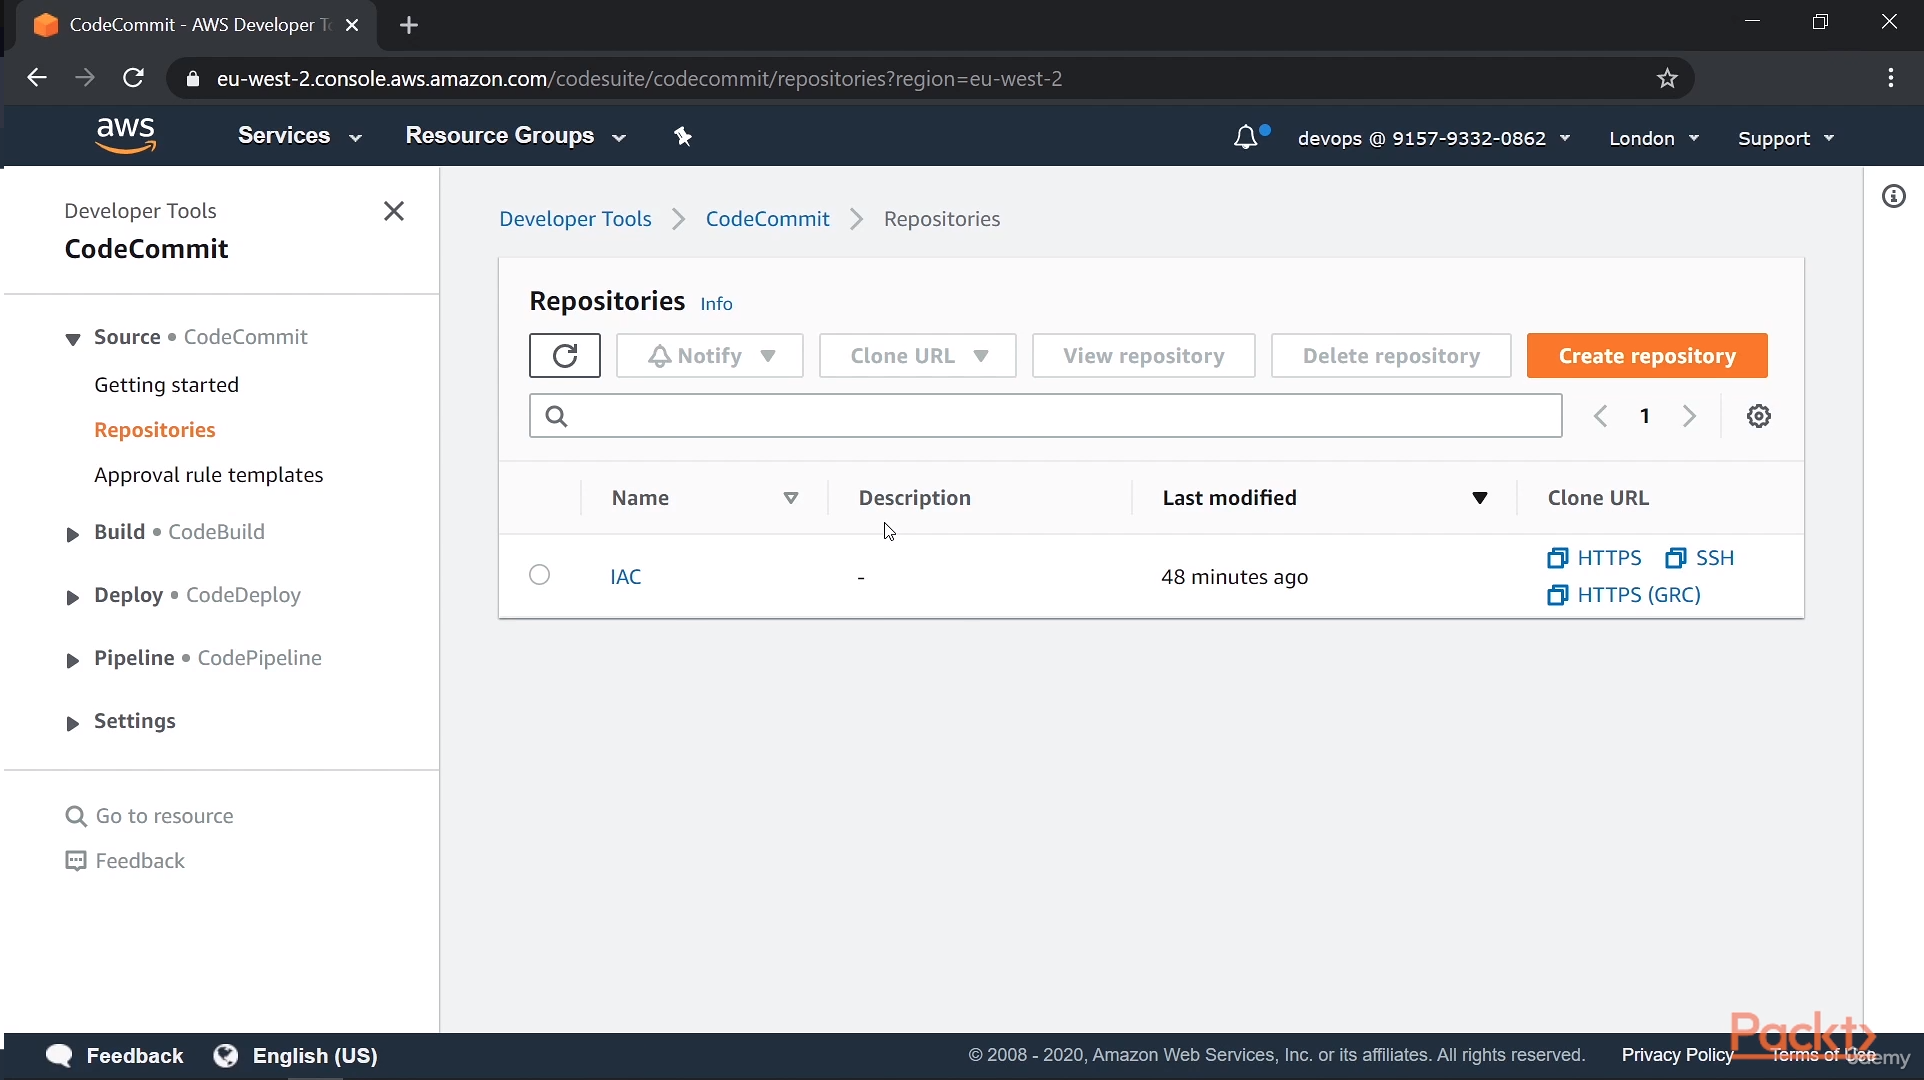 CodeCommit - AWS Developer To
eu-west-2.console.aws.amazon.com/codesuite/codecommit/repositories?region=eu-west-2
aws
Services
Resource Groups
devops @ 9157-9332-0862
London
Support
Developer Tools
CodeCommit
Source • CodeCommit
Getting started
Repositories
Approval rule templates
Build • CodeBuild
Deploy • CodeDeploy
Pipeline • CodePipeline
Settings
Go to resource
Feedback
Developer Tools
CodeCommit
Repositories
Repositories Info
Notify
Clone URL
View repository
Delete repository
Create repository
1
Name
Description
Last modified
Clone URL
IAC
-
48 minutes ago
HTTPS
SSH
HTTPS (GRC)
Feedback
English (US)
© 2008 - 2020, Amazon Web Services, Inc. or its affiliates. All rights reserved.
Privacy Policy
Terms of Use
Packt>
Udemy